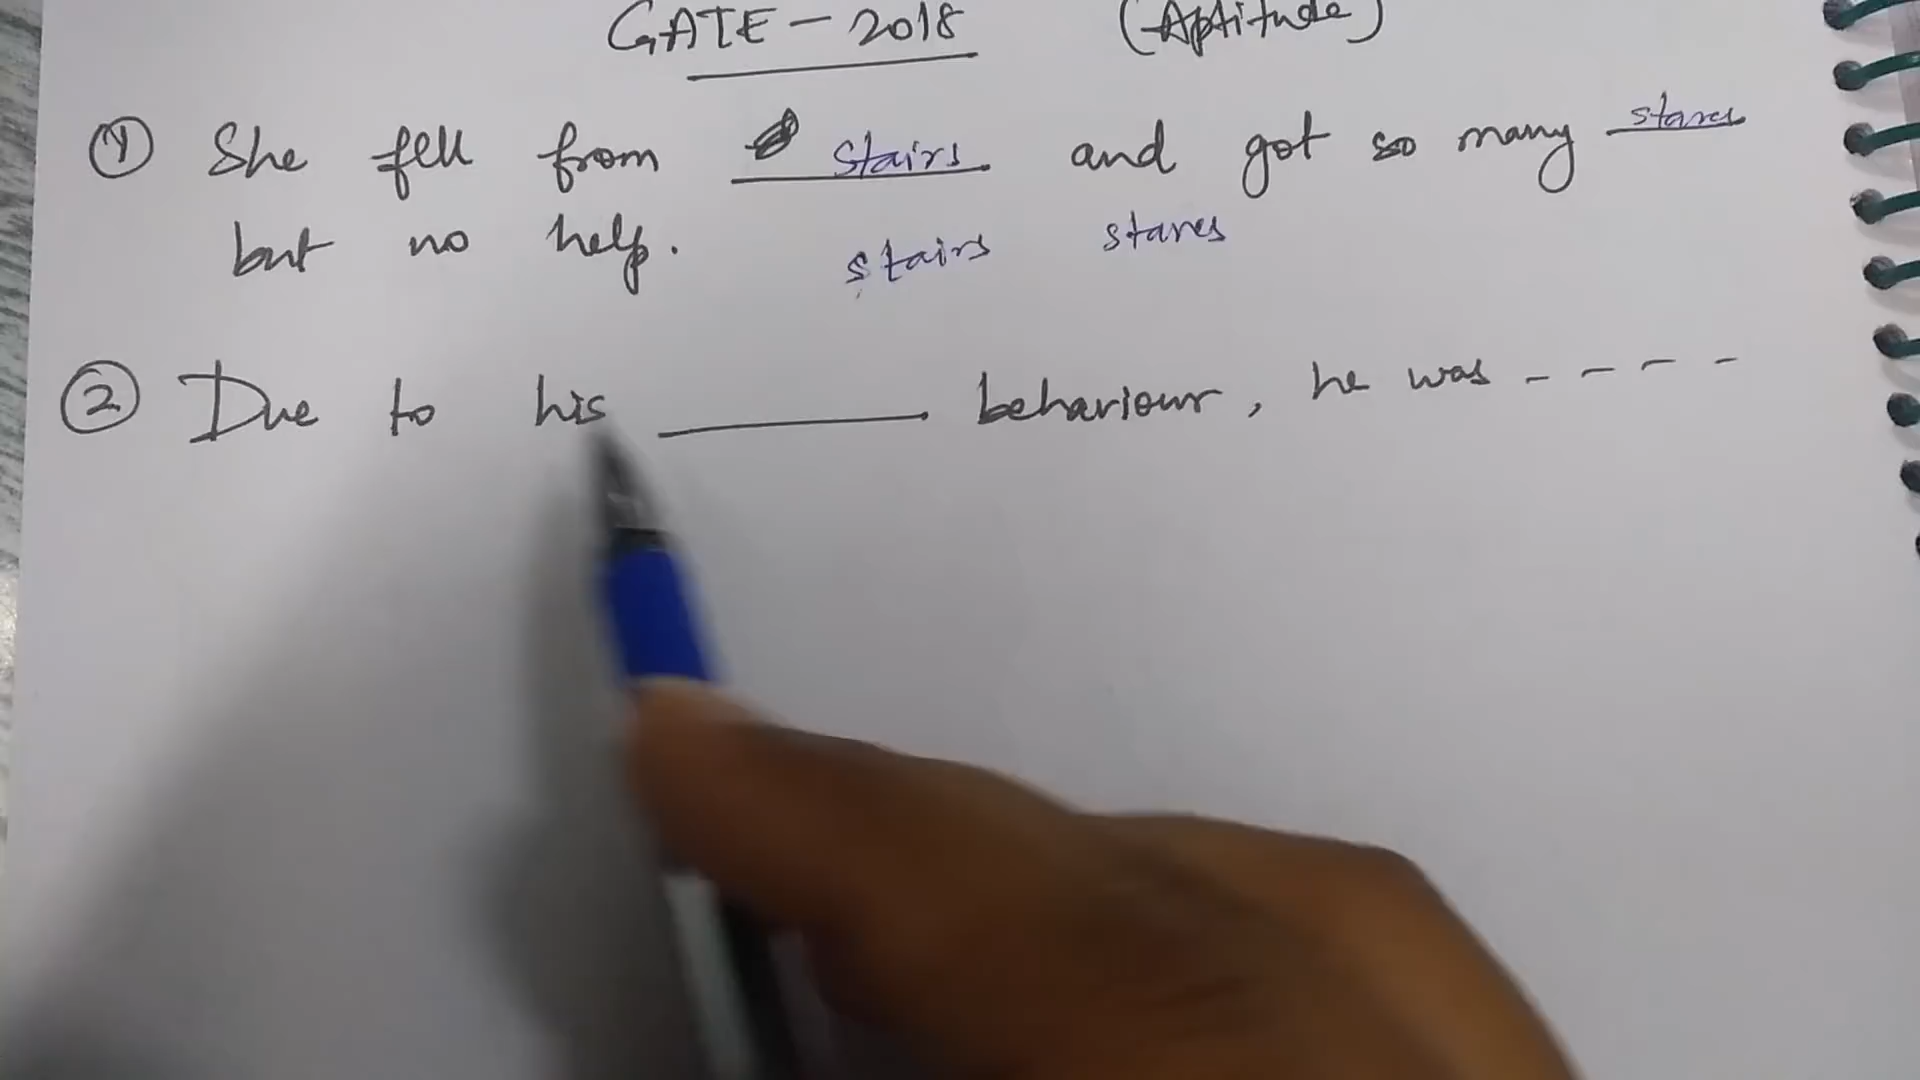 GATE - 2018 (Aptitude)
① She fell from stairs and got so many stares
but no help. stairs stares
② Due to his ________ behaviour, he was - - - -